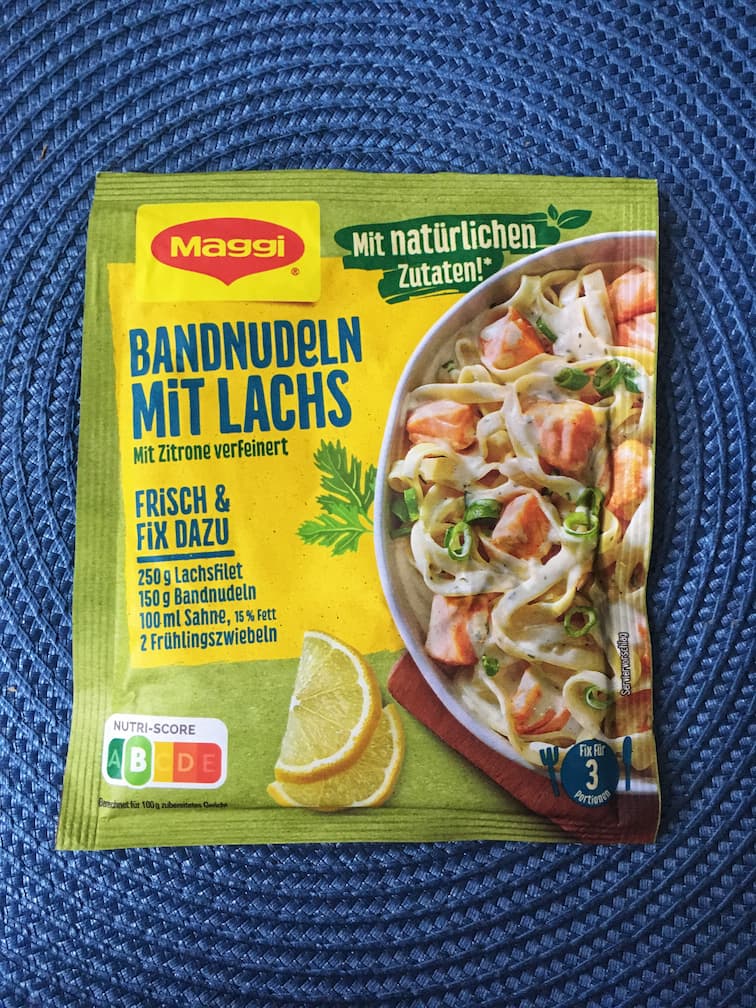 Maggi
®
Mit natürlichen
Zutaten!*
BANDNUDELN
MIT LACHS
Mit Zitrone verfeinert
FRISCH &
FIX DAZU
250 g Lachsfilet
150 g Bandnudeln
100 ml Sahne, 15 % Fett
2 Frühlingszwiebeln
Serviervorschlag
NUTRI-SCORE
A B C D E
Berechnet für 100 g zubereitetes Gericht
Fix für
3
Portionen